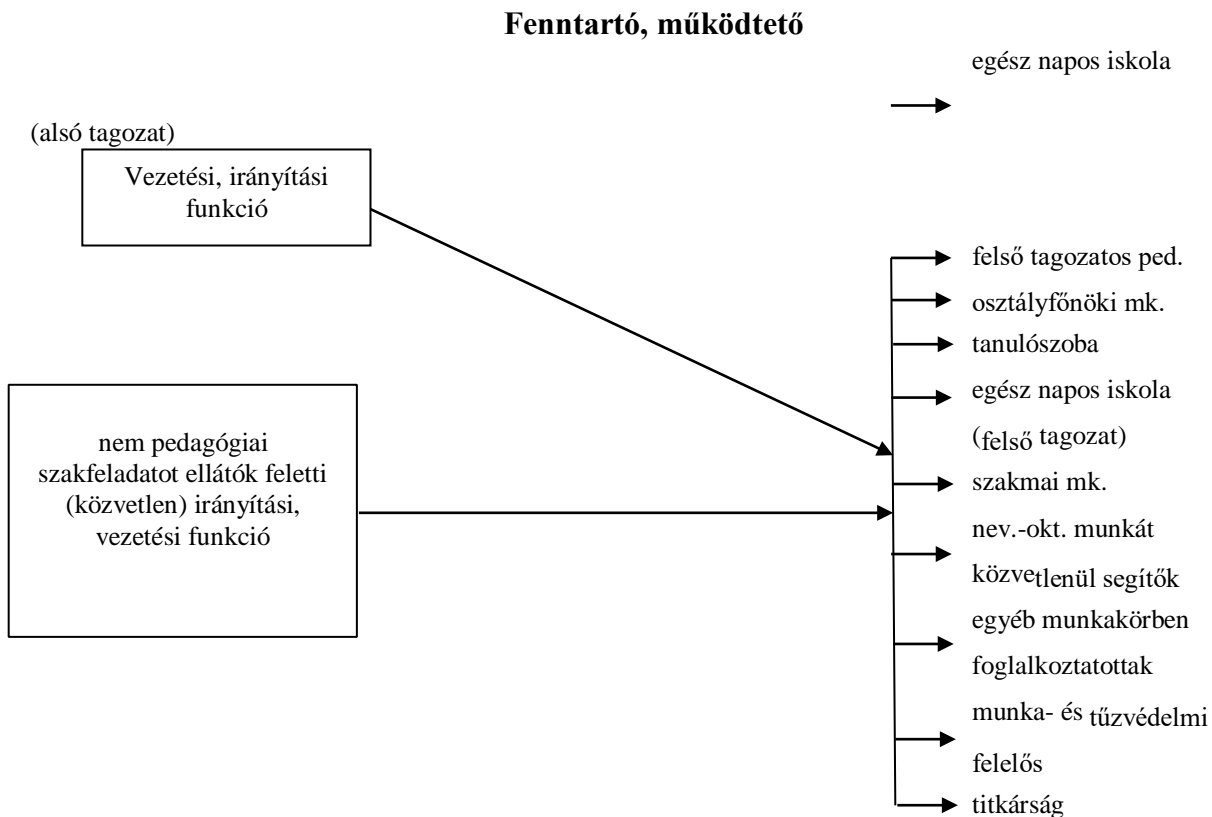 Fenntartó, működtető
egész napos iskola
(alsó tagozat)
Vezetési, irányítási
funkció
felső tagozatos ped.
osztályfőnöki mk.
tanulószoba
egész napos iskola
(felső tagozat)
nem pedagógiai
szakfeladatot ellátók feletti
(közvetlen) irányítási,
vezetési funkció
szakmai mk.
nev.-okt. munkát
közvetlenül segítők
egyéb munkakörben
foglalkoztatottak
munka- és tűzvédelmi
felelős
titkárság